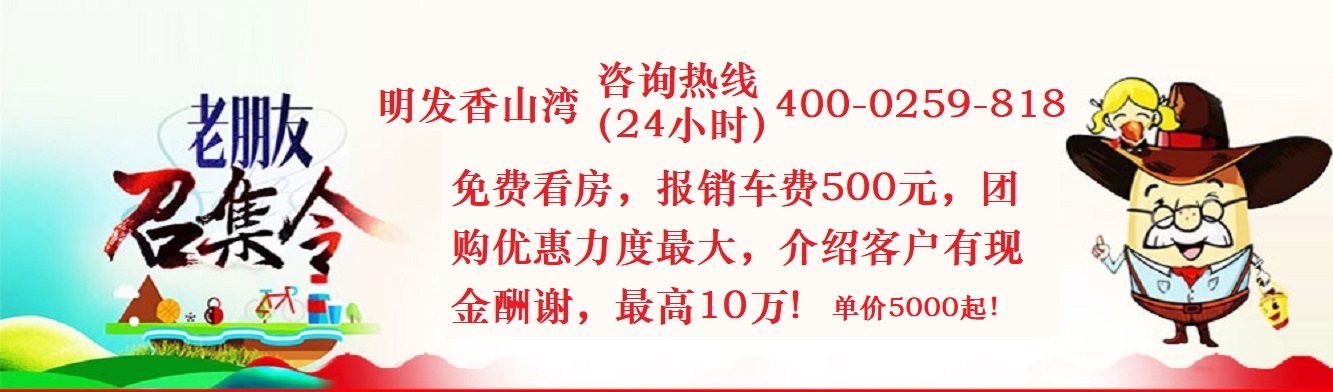 老朋友
召集令
明发香山湾 咨询热线(24小时) 400-0259-818
免费看房，报销车费500元，团
购优惠力度最大，介绍客户有现
金酬谢，最高10万! 单价5000起!